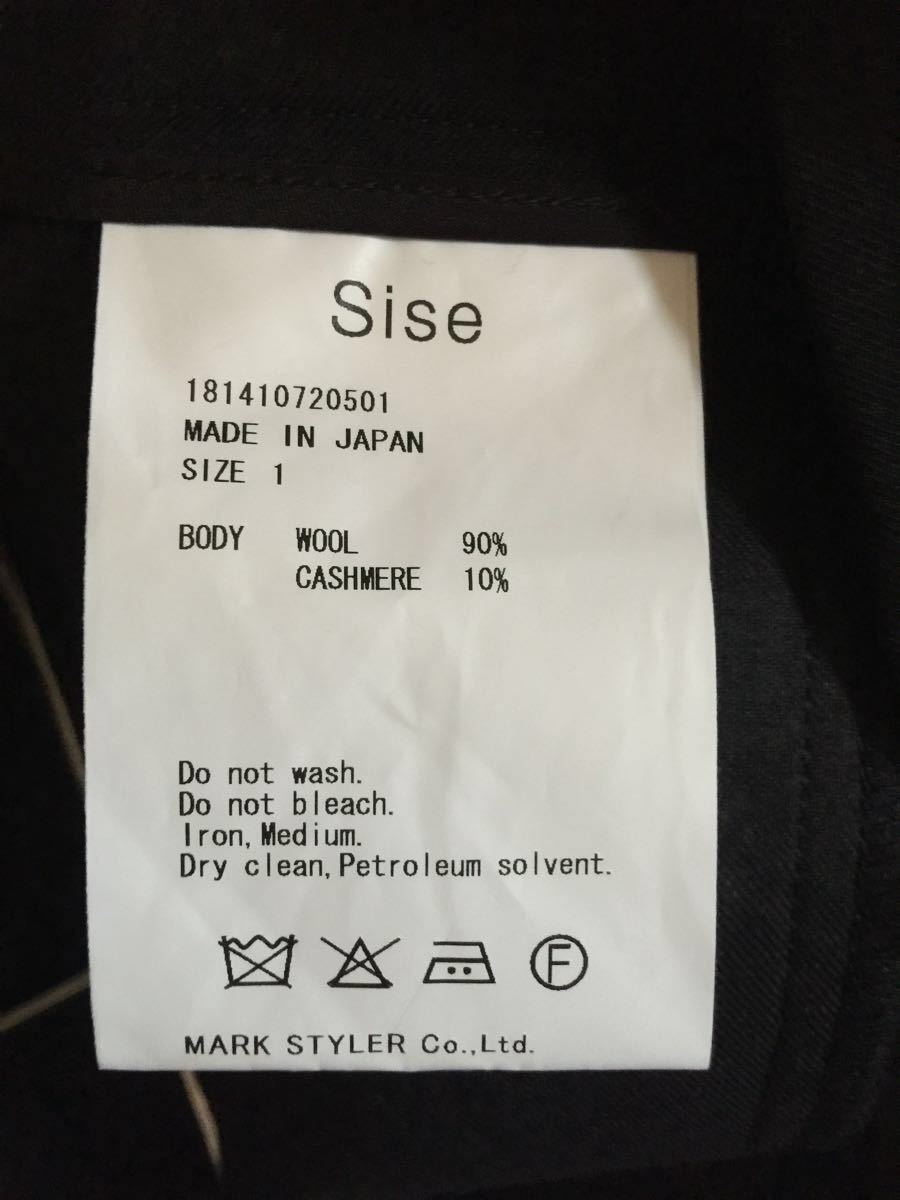 Sise
181410720501
MADE IN JAPAN
SIZE 1
BODY WOOL 90%
CASHMERE 10%
Do not wash.
Do not bleach.
Iron,Medium.
Dry clean,Petroleum solvent.
F
MARK STYLER Co.,Ltd.